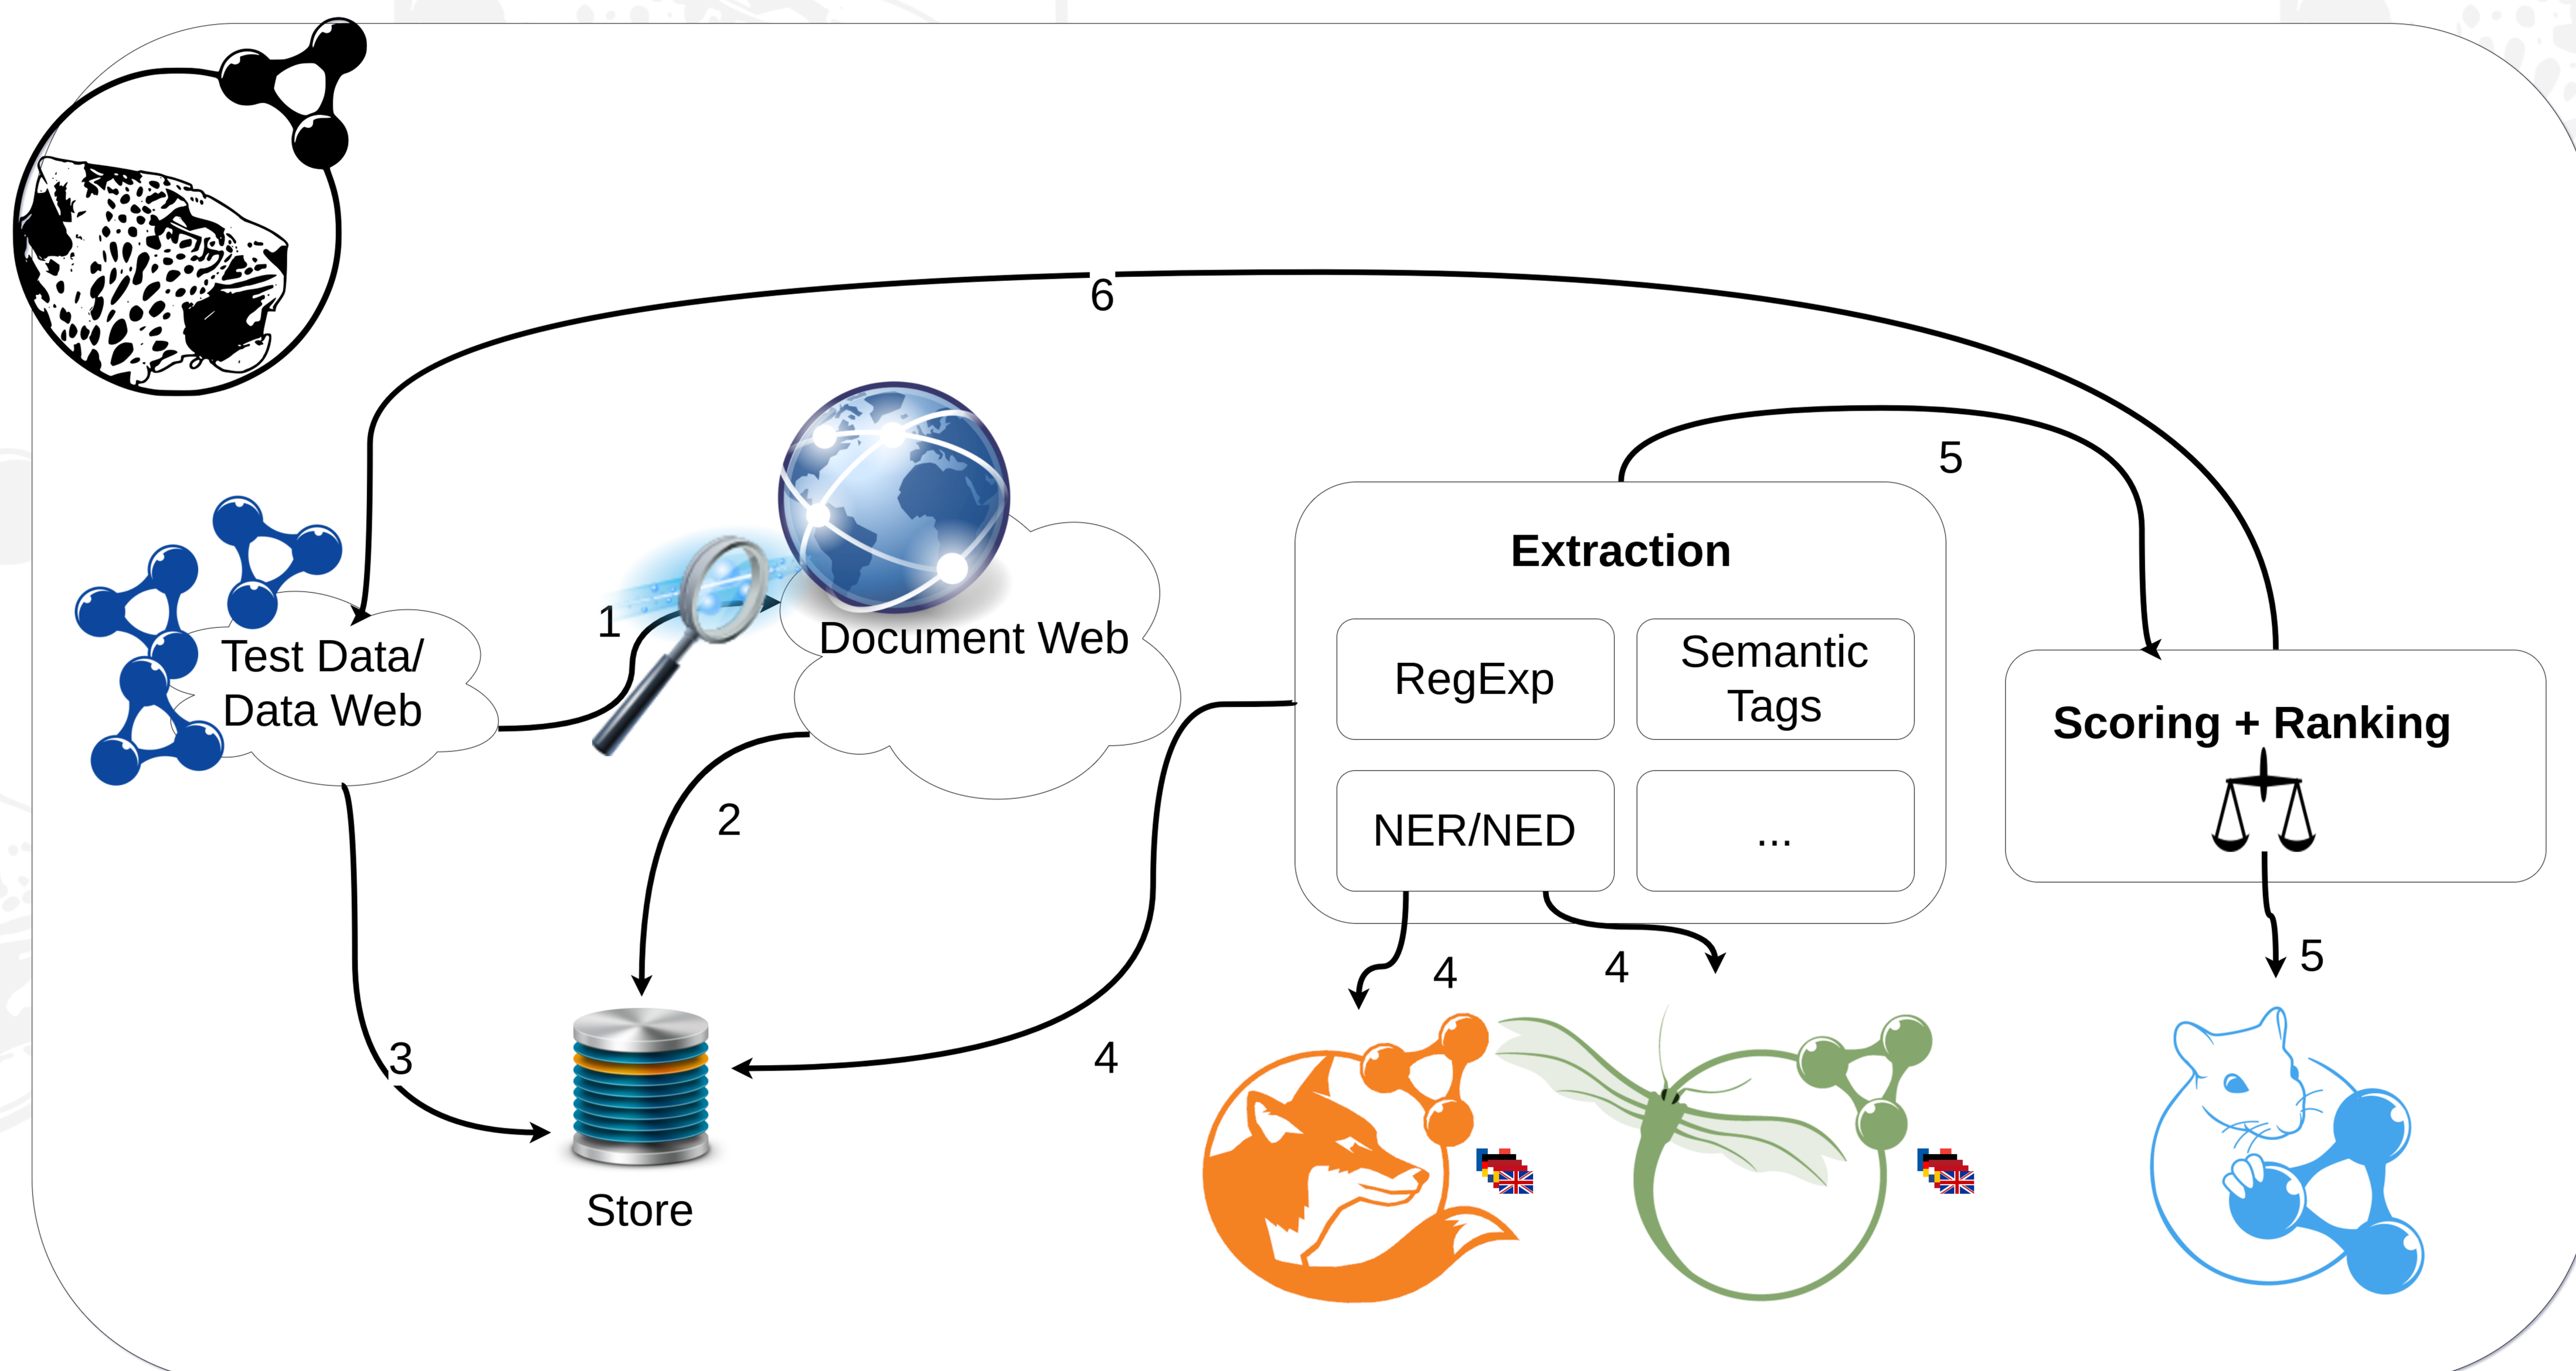 6
5
Extraction
1
Document Web
Test Data/
Data Web
RegExp
Semantic
Tags
Scoring + Ranking
2
NER/NED
...
3
4
4
4
5
Store